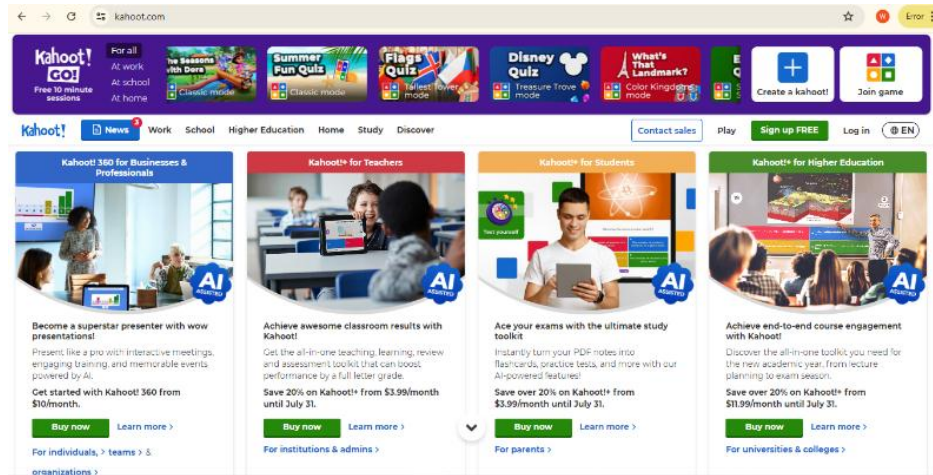 kahoot.com
Error
Kahoot!
GO!
Free 10 minute
sessions
For all
At work
At school
At home
The Seasons
with Dora
Classic mode
Summer
Fun Quiz
Classic mode
Flags
Quiz
Tallest Tower
mode
Disney
Quiz
Treasure Trove
mode
What's
That
Landmark?
Color Kingdoms
mode
Create a kahoot!
Join game
Kahoot!
News
3
Work
School
Higher Education
Home
Study
Discover
Contact sales
Play
Sign up FREE
Log in
EN
Kahoot! 360 for Businesses &
Professionals
AI
ASSISTED
Become a superstar presenter with wow
presentations!
Present like a pro with interactive meetings,
engaging training, and memorable events
powered by AI.
Get started with Kahoot! 360 from
$10/month.
Buy now
Learn more >
For individuals, > teams > &
organizations >
Kahoot!+ for Teachers
AI
ASSISTED
Achieve awesome classroom results with
Kahoot!
Get the all-in-one teaching, learning, review
and assessment toolkit that can boost
performance by a full letter grade.
Save 20% on Kahoot!+ from $3.99/month
until July 31.
Buy now
Learn more >
For institutions & admins >
Kahoot!+ for Students
Test yourself
AI
ASSISTED
Ace your exams with the ultimate study
toolkit
Instantly turn your PDF notes into
flashcards, practice tests, and more with our
AI-powered features!
Save over 20% on Kahoot!+ from
$3.99/month until July 31.
Buy now
Learn more >
For parents >
Kahoot!+ for Higher Education
AI
ASSISTED
Achieve end-to-end course engagement
with Kahoot!
Discover the all-in-one toolkit you need for
the new academic year, from lecture
planning to exam season.
Save over 20% on Kahoot!+ from
$11.99/month until July 31.
Buy now
Learn more >
For universities & colleges >